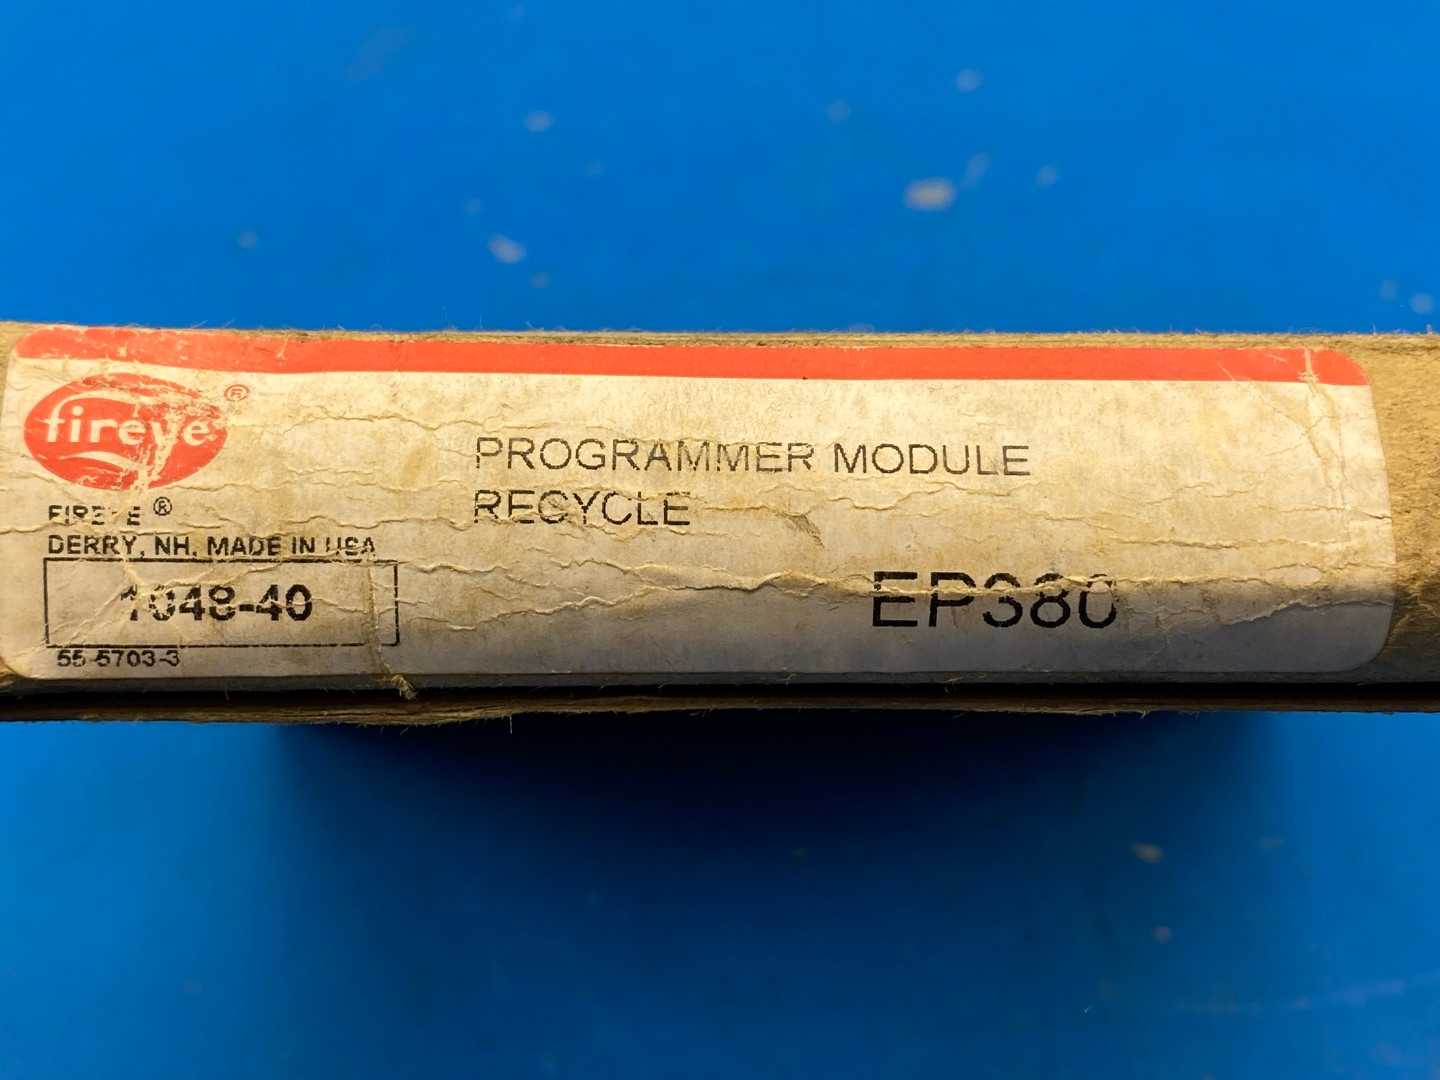 fireye®
FIREYE®
DERRY, NH, MADE IN USA
1048-40
55-5703-3
PROGRAMMER MODULE
RECYCLE
EP380